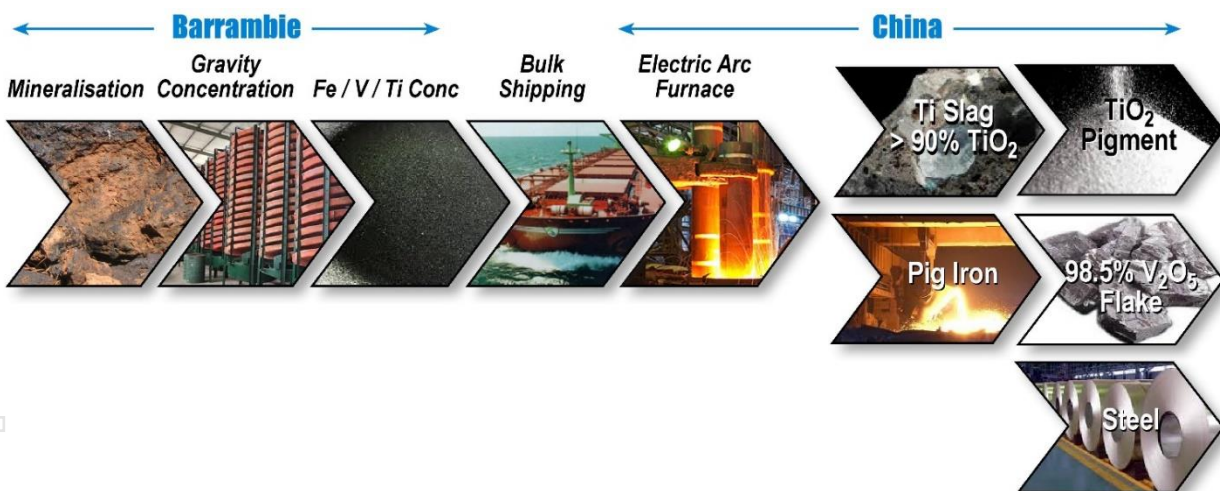 Barrambie
China
Mineralisation
Gravity
Concentration
Fe / V / Ti Conc
Bulk
Shipping
Electric Arc
Furnace
Ti Slag
> 90% TiO₂
TiO₂
Pigment
Pig Iron
98.5% V₂O₅
Flake
Steel